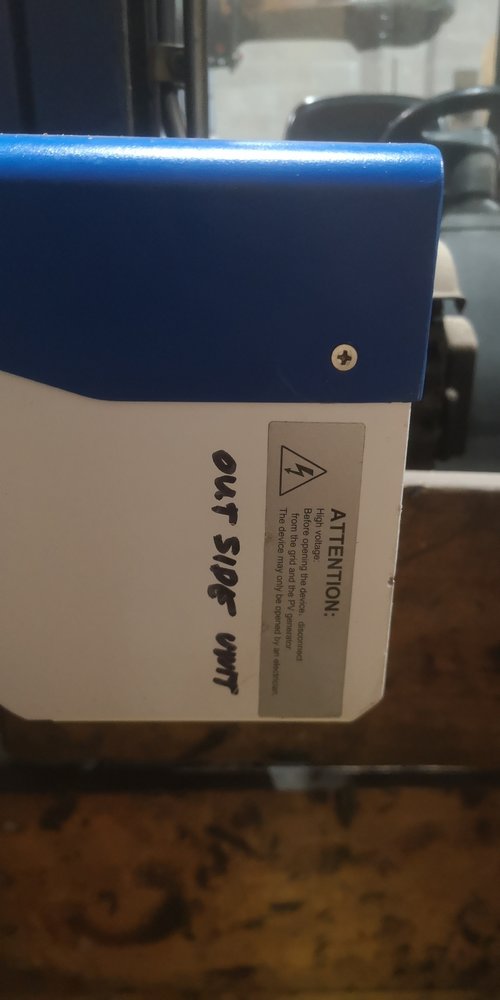 ATTENTION:
High voltage:
Before opening the device, disconnect
from the grid and the PV generator.
The device may only be opened by an electrician.
OUT SIDE UNIT